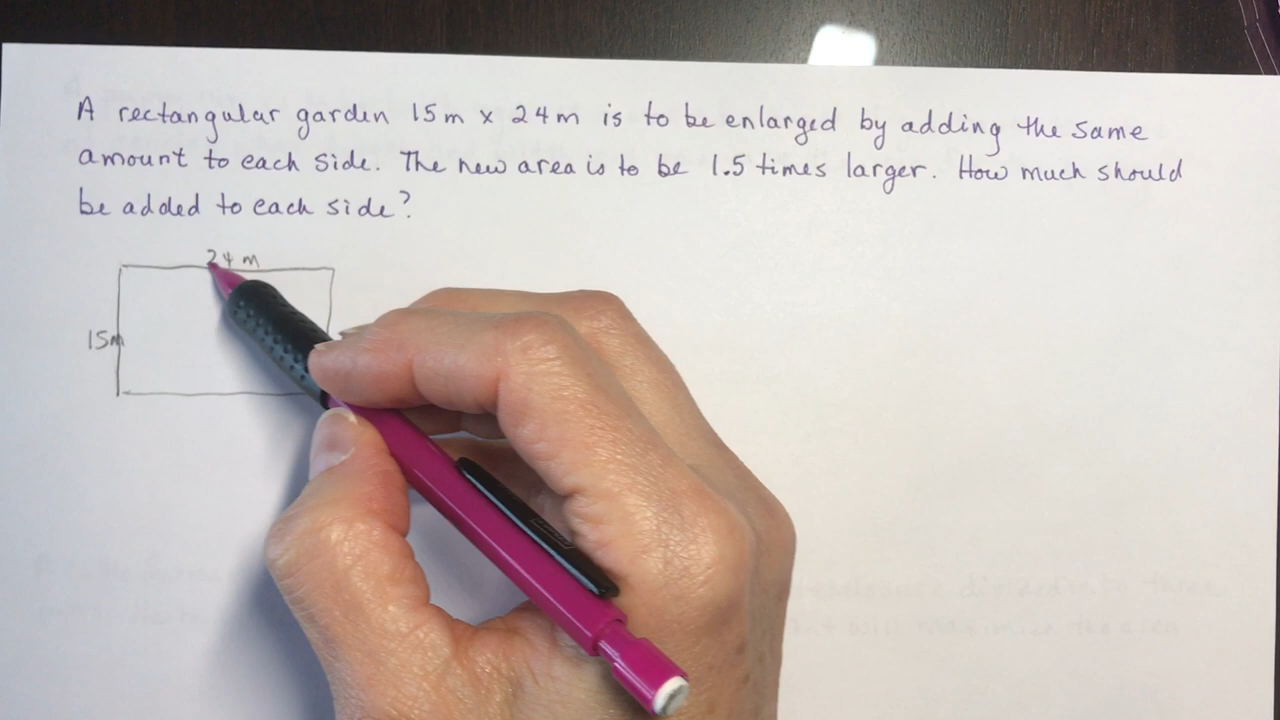 A rectangular garden 15m x 24m is to be enlarged by adding the same
amount to each side. The new area is to be 1.5 times larger. How much should
be added to each side?
24 m
15m